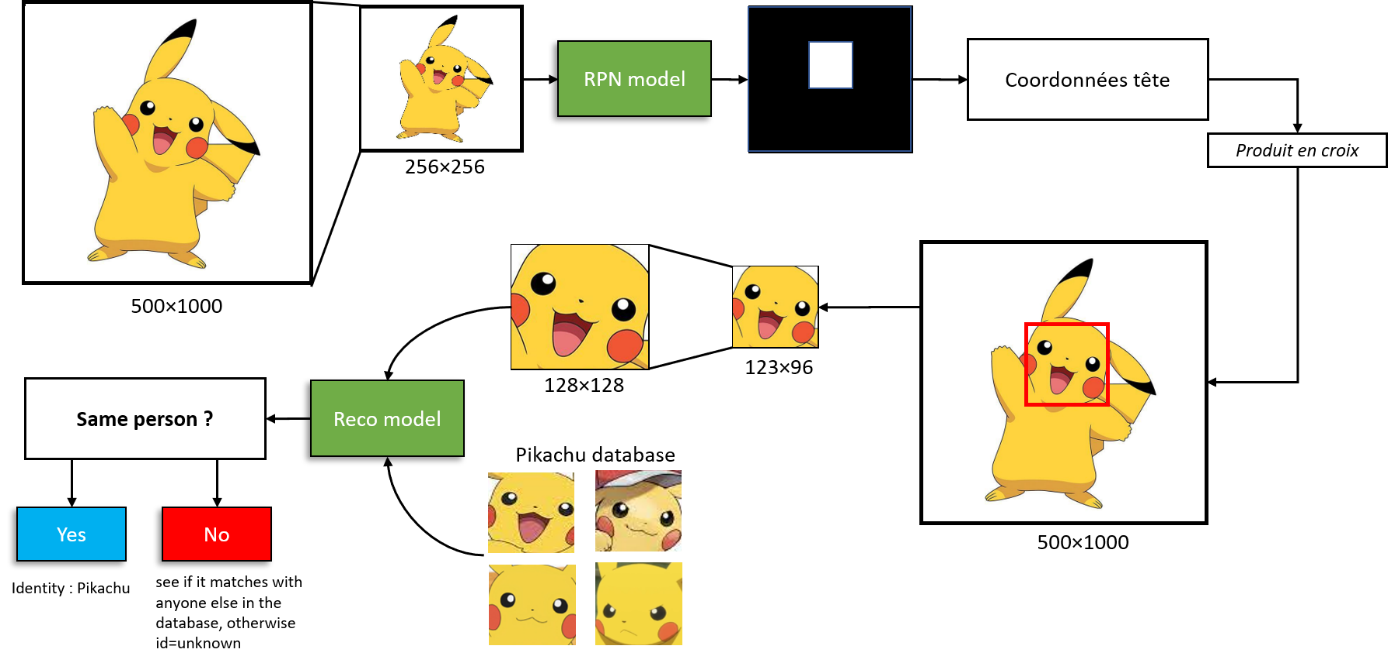 500×1000
256×256
RPN model
Coordonnées tête
Produit en croix
500×1000
123×96
128×128
Reco model
Pikachu database
Same person ?
Yes
No
Identity : Pikachu
see if it matches with
anyone else in the
database, otherwise
id=unknown